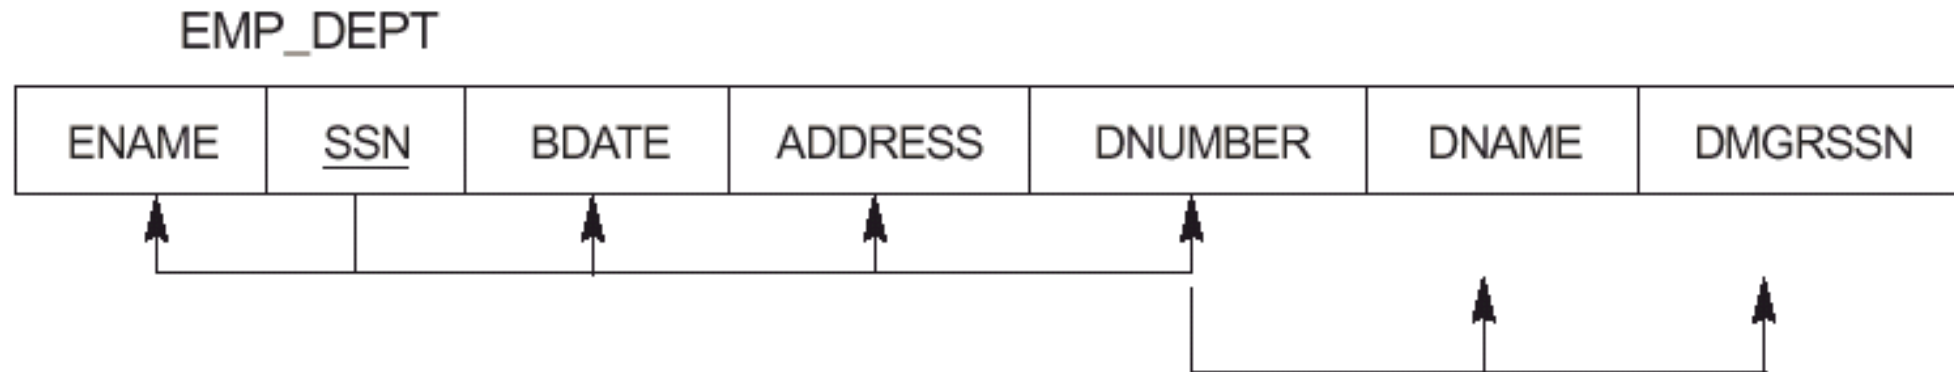 EMP_DEPT
ENAME SSN BDATE ADDRESS DNUMBER DNAME DMGRSSN